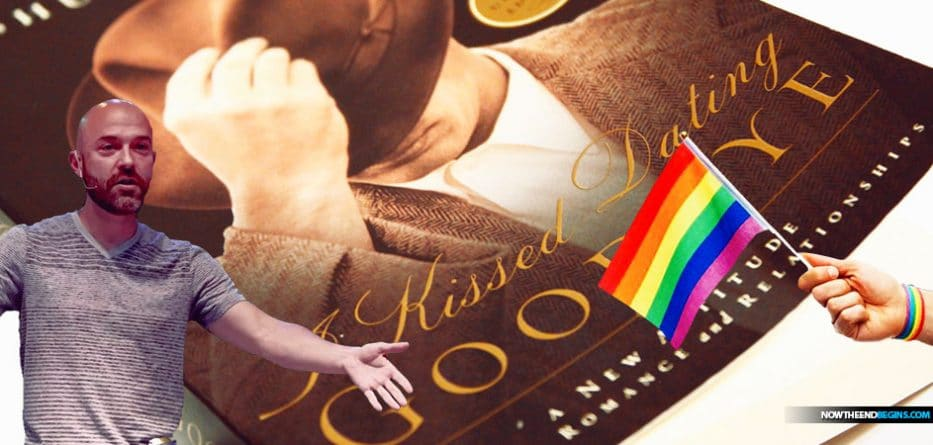 I Kissed Dating
GOODBYE
A NEW ATTITUDE
ROMANCE and RELATIONSHIPS
NOWTHEENDBEGINS.COM